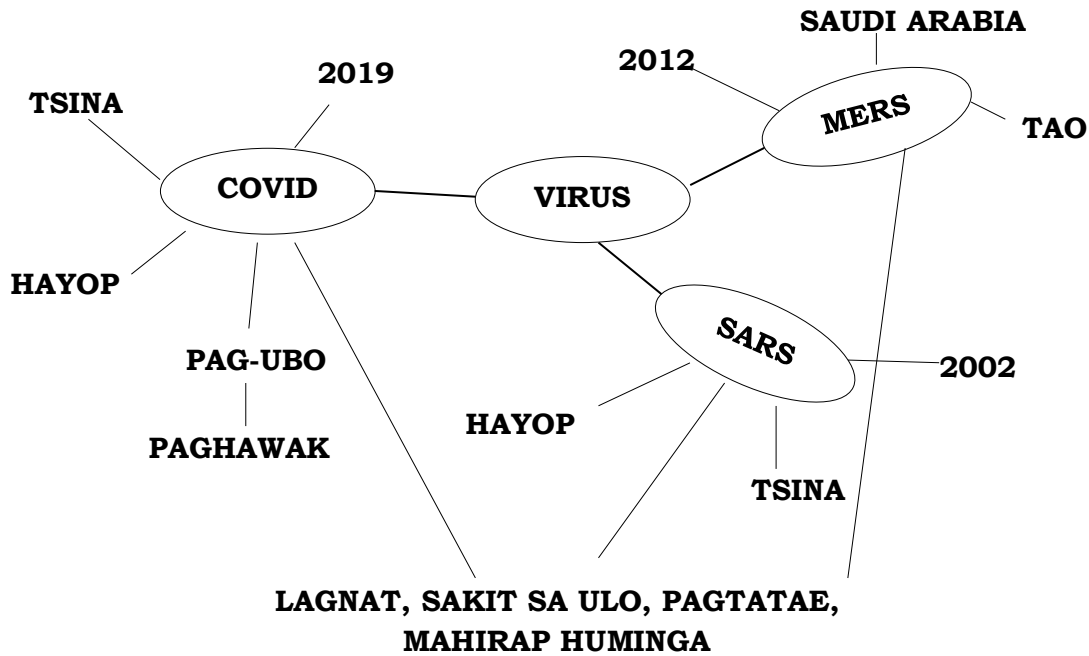 SAUDI ARABIA
2012
2019
TSINA
MERS
TAO
COVID
VIRUS
HAYOP
SARS
PAG-UBO
2002
HAYOP
PAGHAWAK
TSINA
LAGNAT, SAKIT SA ULO, PAGTATAE,
MAHIRAP HUMINGA